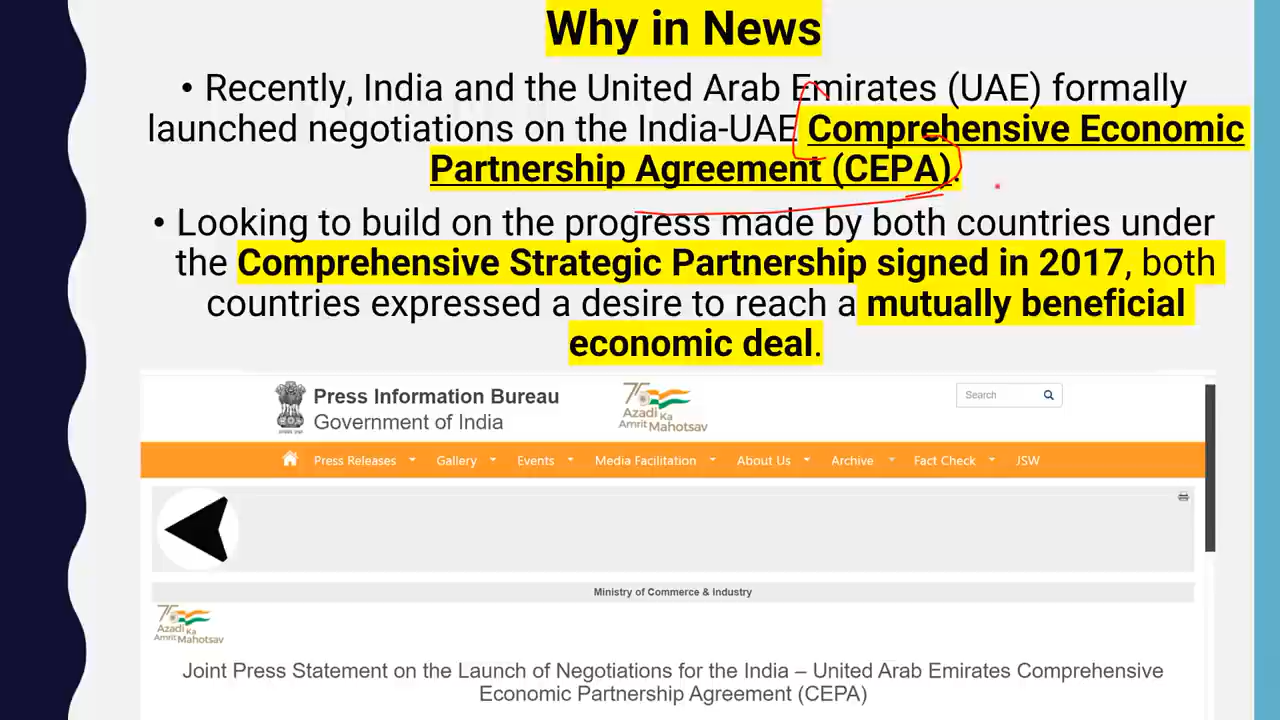 Why in News
• Recently, India and the United Arab Emirates (UAE) formally
launched negotiations on the India-UAE Comprehensive Economic
Partnership Agreement (CEPA).
• Looking to build on the progress made by both countries under
the Comprehensive Strategic Partnership signed in 2017, both
countries expressed a desire to reach a mutually beneficial
economic deal.
Press Information Bureau
Government of India
75
Azadi Ka
Amrit Mahotsav
Search
Press Releases Gallery Events Media Facilitation About Us Archive Fact Check JSW
Ministry of Commerce & Industry
75
Azadi Ka
Amrit Mahotsav
Joint Press Statement on the Launch of Negotiations for the India – United Arab Emirates Comprehensive
Economic Partnership Agreement (CEPA)